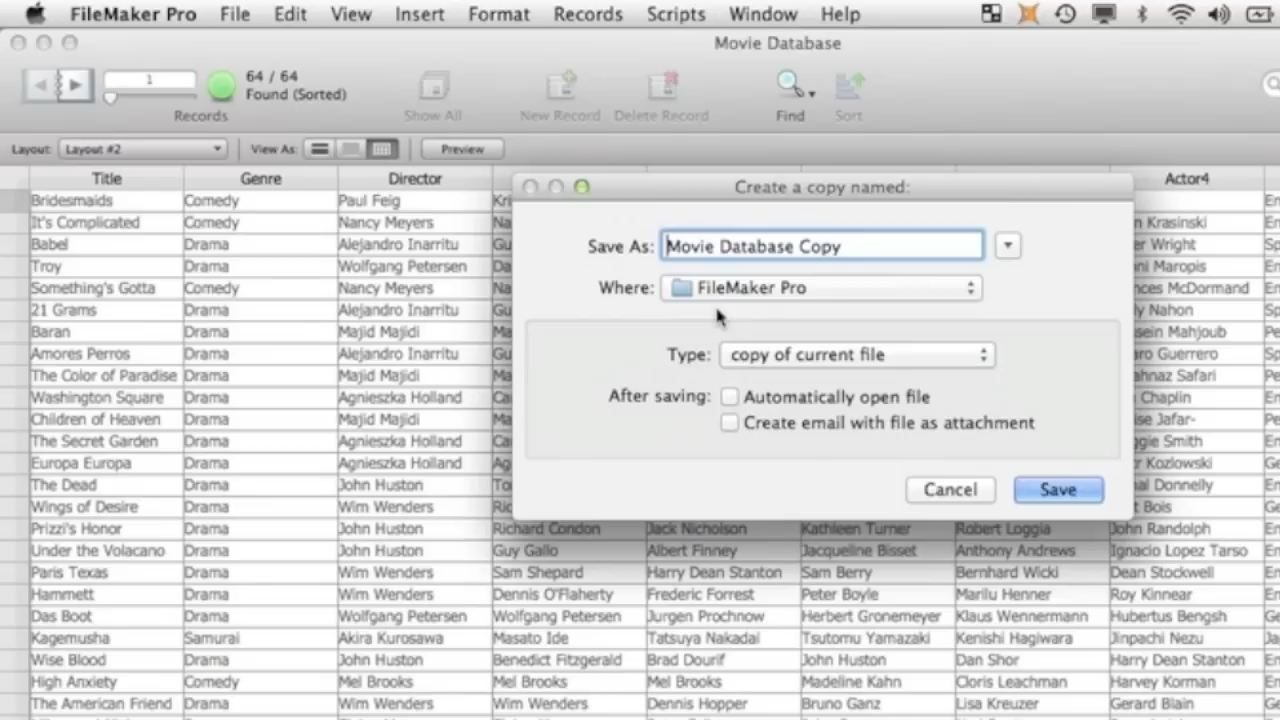 FileMaker Pro File Edit View Insert Format Records Scripts Window Help
Movie Database
1
64 / 64
Found (Sorted)
Records
Show All
New Record
Delete Record
Find
Sort
Layout: Layout #2 View As: Preview
Title Genre Director Actor4
Create a copy named:
Save As: Movie Database Copy
Where: FileMaker Pro
Type: copy of current file
After saving: Automatically open file
Create email with file as attachment
Cancel Save
Bridesmaids Comedy Paul Feig
It's Complicated Comedy Nancy Meyers Krasinski
Babel Drama Alejandro Inarritu Wright
Troy Drama Wolfgang Petersen Maropis
Something's Gotta Comedy Nancy Meyers McDormand
21 Grams Drama Alejandro Inarritu Nahon
Baran Drama Majid Majidi Mahjoub
Amores Perros Drama Alejandro Inarritu Guerrero
The Color of Paradise Drama Majid Majidi Safari
Washington Square Drama Agnieszka Holland Chaplin
Children of Heaven Drama Majid Majidi Jafar-
The Secret Garden Drama Agnieszka Holland Smith
Europa Europa Drama Agnieszka Holland Kozlowski
The Dead Drama John Huston Donnelly
Wings of Desire Drama Wim Wenders Bois
Prizzi's Honor Drama John Huston Richard Condon Jack Nicholson Kathleen Turner Robert Loggia John Randolph
Under the Volacano Drama John Huston Guy Gallo Albert Finney Jacqueline Bisset Anthony Andrews Ignacio Lopez Tarso
Paris Texas Drama Wim Wenders Sam Shepard Harry Dean Stanton Sam Berry Bernhard Wicki Dean Stockwell
Hammett Drama Wim Wenders Dennis O'Flaherty Frederic Forrest Peter Boyle Marilu Henner Roy Kinnear
Das Boot Drama Wolfgang Petersen Wolfgang Petersen Jurgen Prochnow Herbert Gronemeyer Klaus Wennermann Hubertus Bengsh
Kagemusha Samurai Akira Kurosawa Masato Ide Tatsuya Nakadai Tsutomu Yamazaki Kenishi Hagiwara Jinpachi Nezu
Wise Blood Drama John Huston Benedict Fitzgerald Brad Dourif John Huston Dan Shor Harry Dean Stanton
High Anxiety Comedy Mel Brooks Mel Brooks Mel Brooks Madeline Kahn Cloris Leachman Harvey Korman
The American Friend Drama Wim Wenders Wim Wenders Dennis Hopper Bruno Ganz Lisa Kreuzer Gerard Blain